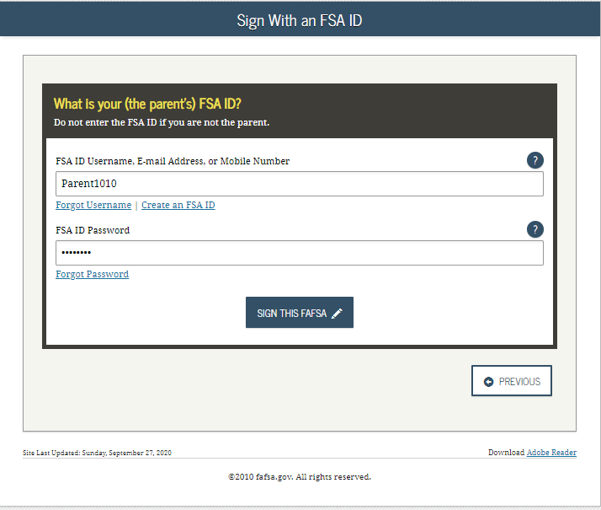 Sign With an FSA ID
What is your (the parent's) FSA ID?
Do not enter the FSA ID if you are not the parent.
FSA ID Username, E-mail Address, or Mobile Number
?
Parent1010
Forgot Username | Create an FSA ID
FSA ID Password
?
••••••••
Forgot Password
SIGN THIS FAFSA
PREVIOUS
Site Last Updated: Sunday, September 27, 2020
Download Adobe Reader
©2010 fafsa.gov. All rights reserved.